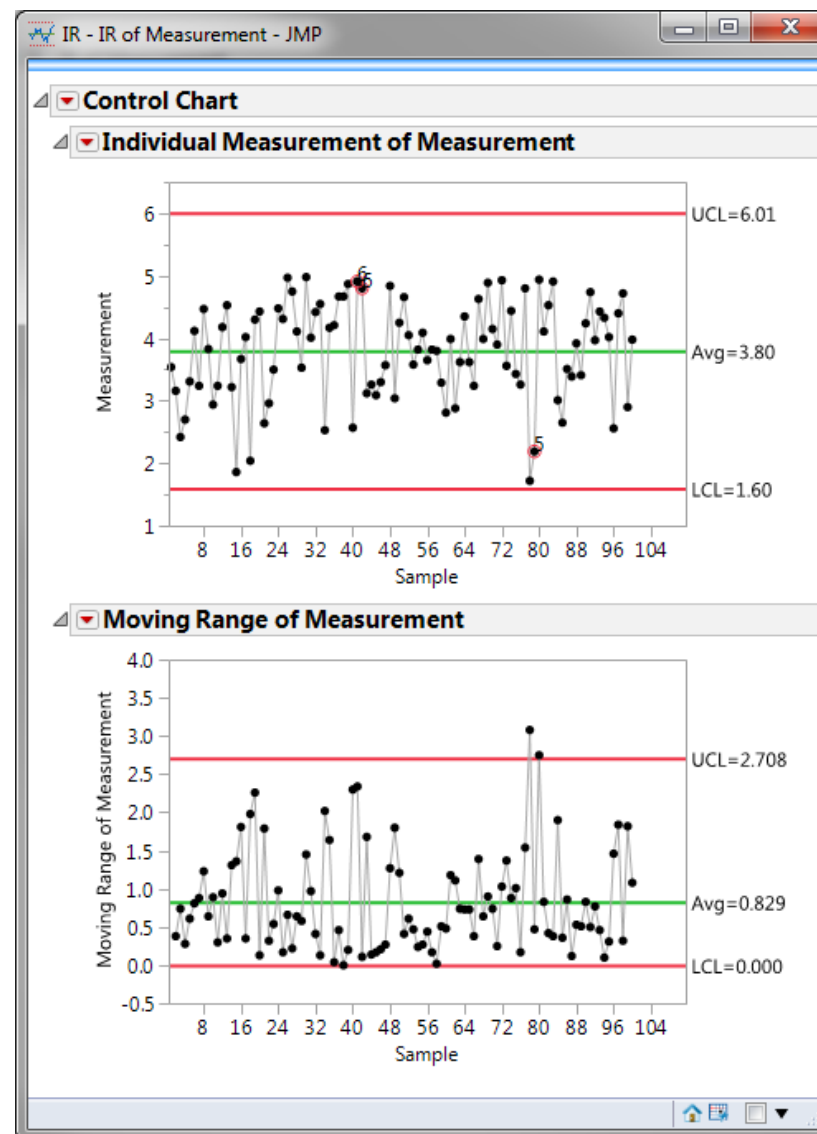 IR - IR of Measurement - JMP
Control Chart
Individual Measurement of Measurement
Measurement
6
5
4
3
2
1
6
5
5
UCL=6.01
Avg=3.80
LCL=1.60
8 16 24 32 40 48 56 64 72 80 88 96 104
Sample
Moving Range of Measurement
Moving Range of Measurement
4.0
3.5
3.0
2.5
2.0
1.5
1.0
0.5
0.0
-0.5
UCL=2.708
Avg=0.829
LCL=0.000
8 16 24 32 40 48 56 64 72 80 88 96 104
Sample